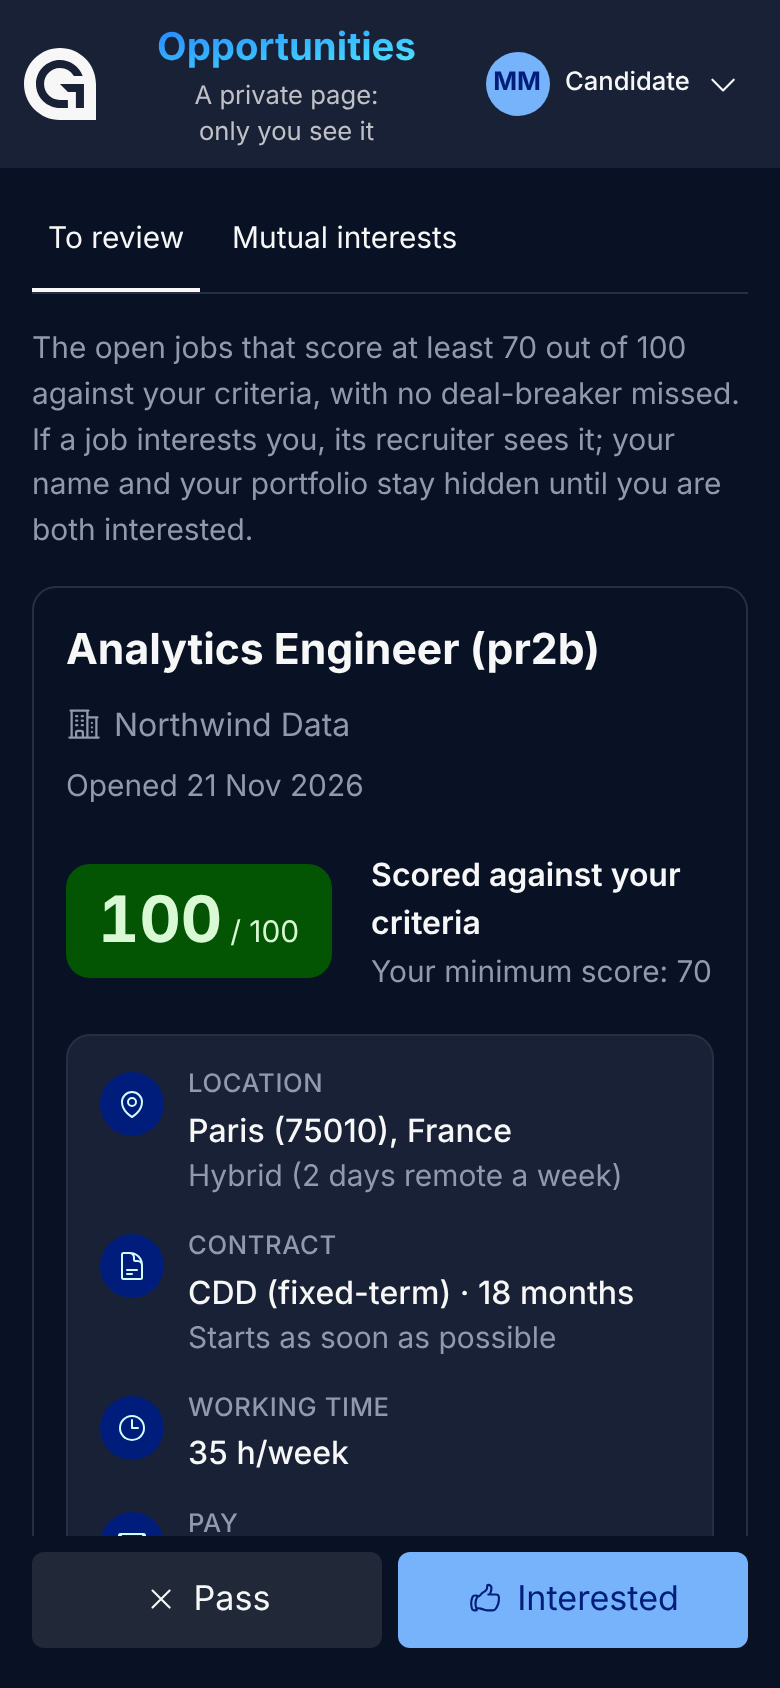 Opportunities
A private page:
only you see it
MM
Candidate
To review
Mutual interests
The open jobs that score at least 70 out of 100
against your criteria, with no deal-breaker missed.
If a job interests you, its recruiter sees it; your
name and your portfolio stay hidden until you are
both interested.
Analytics Engineer (pr2b)
Northwind Data
Opened 21 Nov 2026
100 / 100
Scored against your
criteria
Your minimum score: 70
LOCATION
Paris (75010), France
Hybrid (2 days remote a week)
CONTRACT
CDD (fixed-term) · 18 months
Starts as soon as possible
WORKING TIME
35 h/week
PAY
Pass
Interested